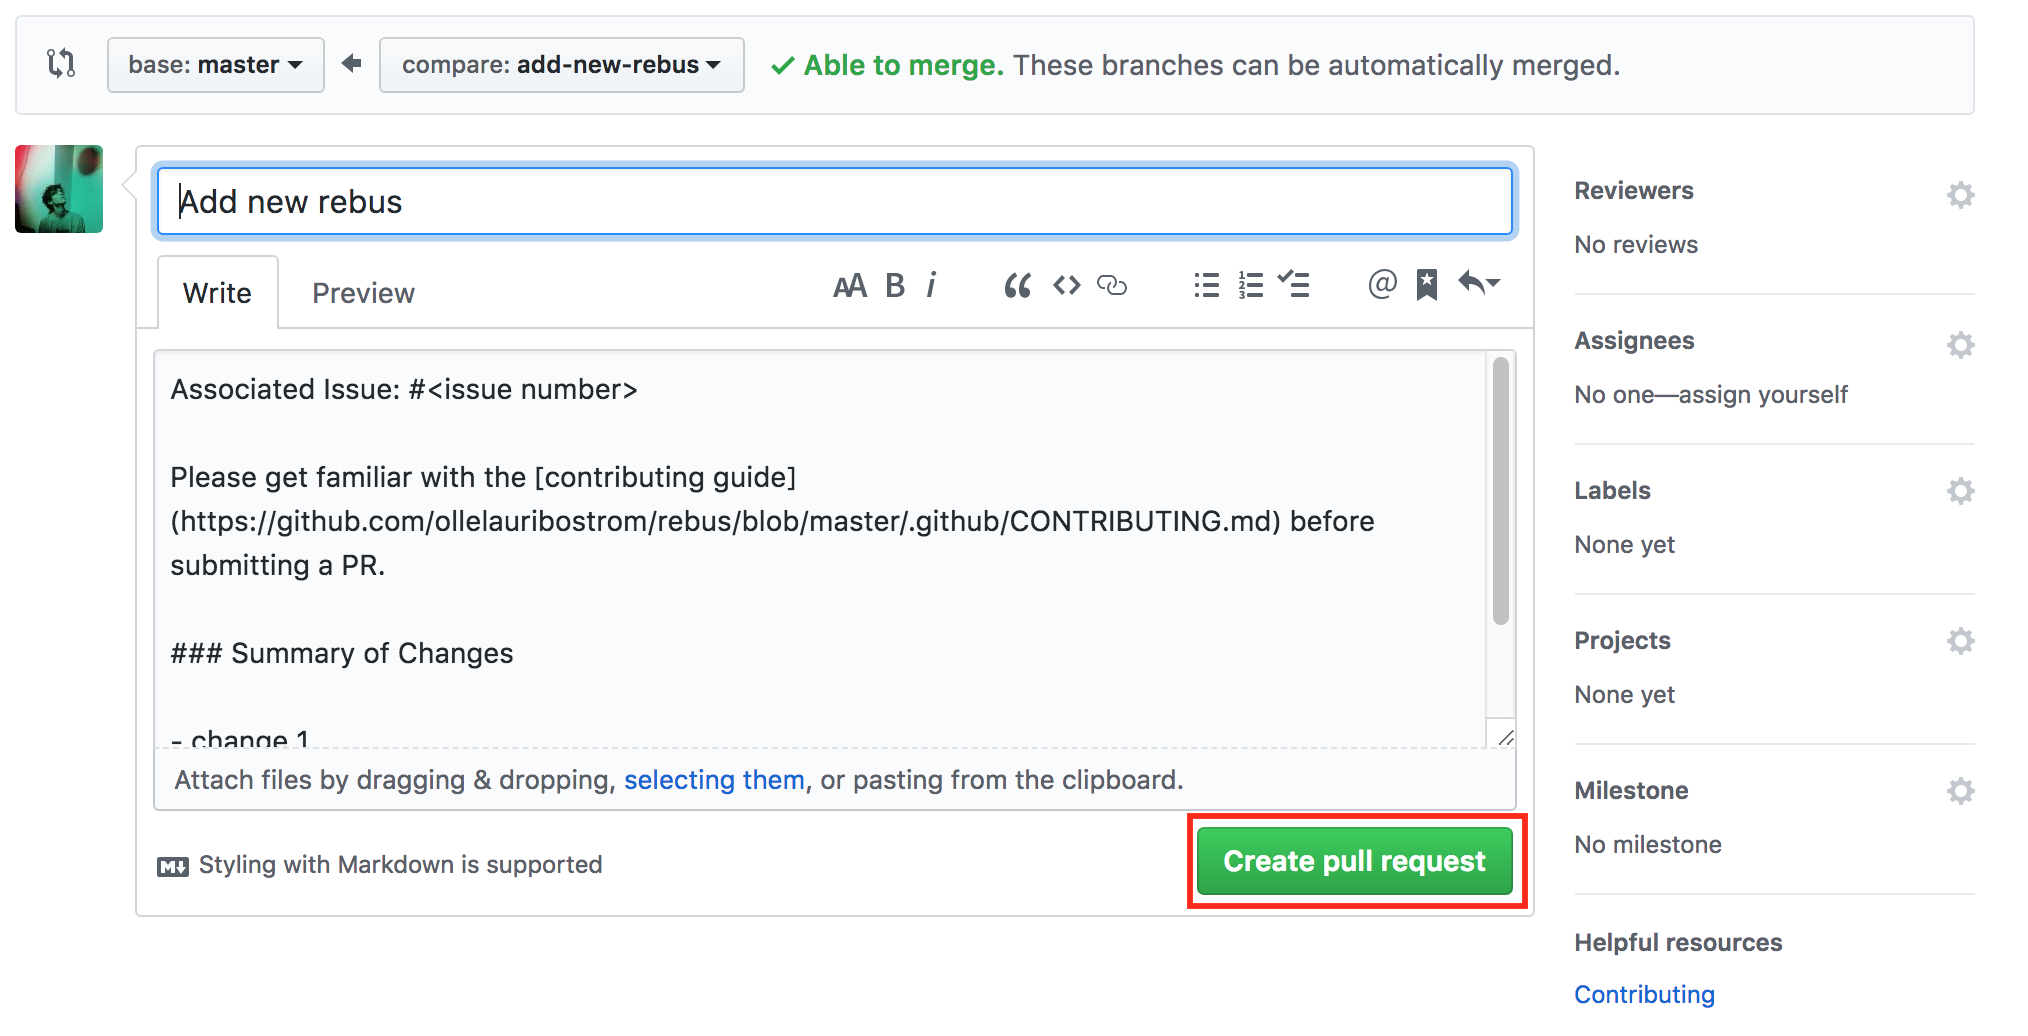 base: master
compare: add-new-rebus
Able to merge. These branches can be automatically merged.
Add new rebus
Write
Preview
AA B i
Associated Issue: #<issue number>
Please get familiar with the [contributing guide]
(https://github.com/ollelauribostrom/rebus/blob/master/.github/CONTRIBUTING.md) before
submitting a PR.
### Summary of Changes
- change 1
Attach files by dragging & dropping, selecting them, or pasting from the clipboard.
Styling with Markdown is supported
Create pull request
Reviewers
No reviews
Assignees
No one—assign yourself
Labels
None yet
Projects
None yet
Milestone
No milestone
Helpful resources
Contributing